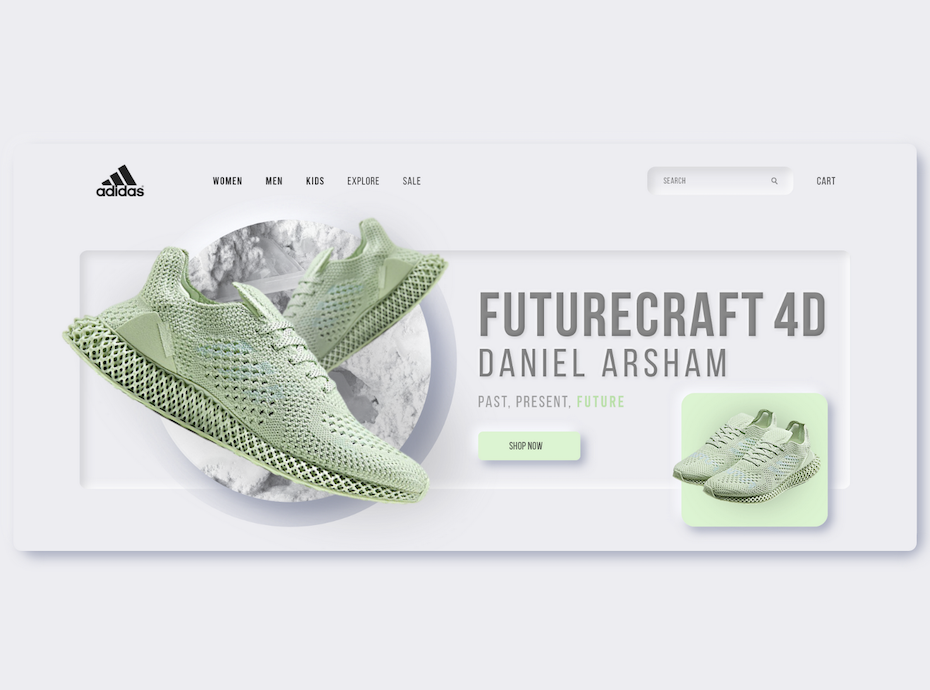 adidas
WOMEN MEN KIDS EXPLORE SALE
SEARCH
CART
FUTURECRAFT 4D
DANIEL ARSHAM
PAST, PRESENT, FUTURE
SHOP NOW